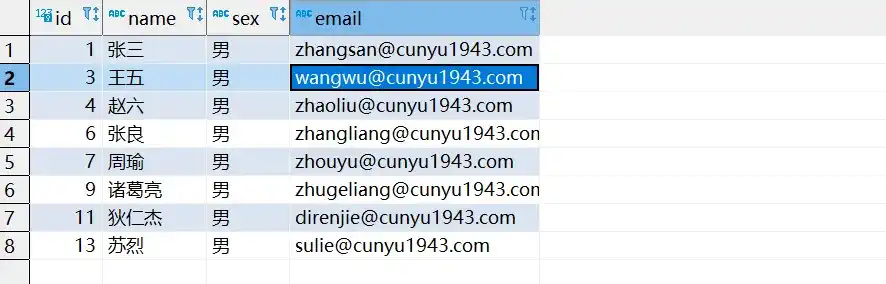 123 id ABC name ABC sex ABC email
1 1 张三 男 zhangsan@cunyu1943.com
2 3 王五 男 wangwu@cunyu1943.com
3 4 赵六 男 zhaoliu@cunyu1943.com
4 6 张良 男 zhangliang@cunyu1943.com
5 7 周瑜 男 zhouyu@cunyu1943.com
6 9 诸葛亮 男 zhugeliang@cunyu1943.com
7 11 狄仁杰 男 direnjie@cunyu1943.com
8 13 苏烈 男 sulie@cunyu1943.com